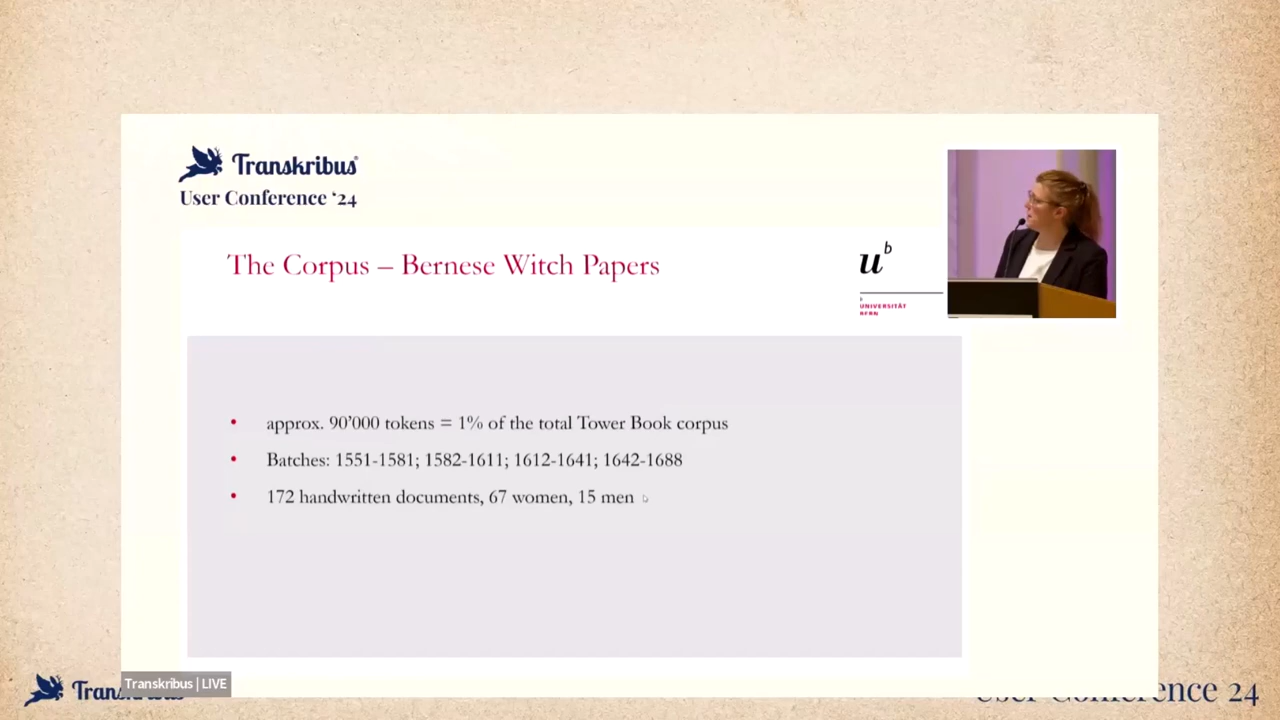 Transkribus
User Conference ‘24
The Corpus – Bernese Witch Papers
u^b
b
UNIVERSITÄT
BERN
• approx. 90’000 tokens = 1% of the total Tower Book corpus
• Batches: 1551-1581; 1582-1611; 1612-1641; 1642-1688
• 172 handwritten documents, 67 women, 15 men
Transkribus | LIVE
User Conference 24